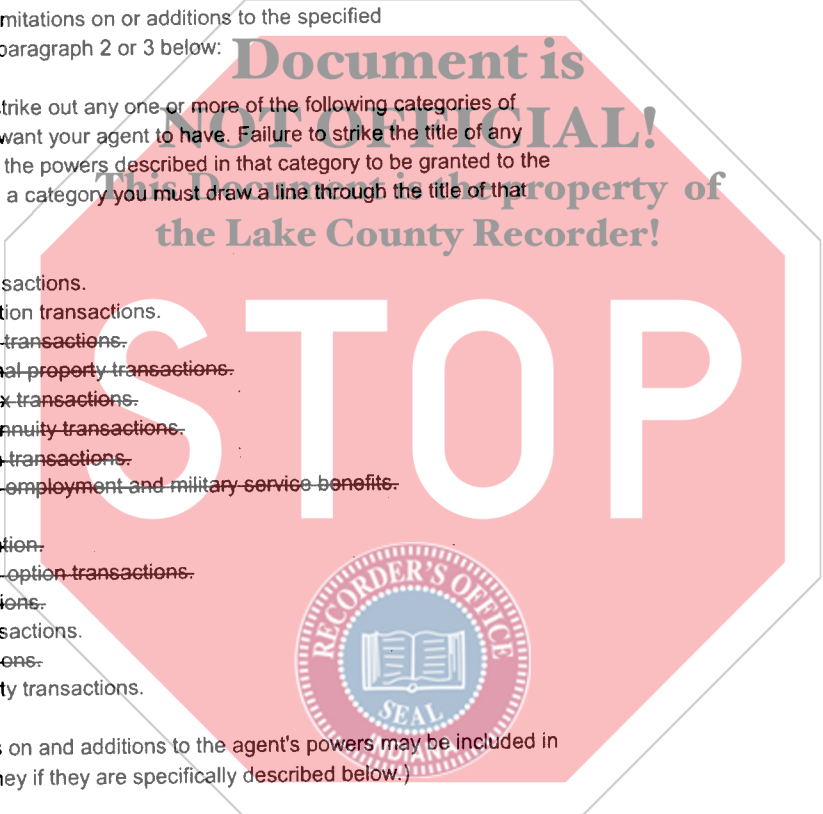 mitations on or additions to the specified
paragraph 2 or 3 below:
Document is
trike out any one or more of the following categories of
NOT OFFICIAL!
want your agent to have. Failure to strike the title of any
the powers described in that category to be granted to the
This Document is the property of
a category you must draw a line through the title of that
the Lake County Recorder!
sactions.
tion transactions.
transactions.
al property transactions.
x transactions.
nnuity transactions.
transactions.
employment and military service benefits.
STOP
tion.
option transactions.
ions.
sactions.
ons.
ty transactions.
RECORDER'S OFFICE
SEAL
INDIANA
s on and additions to the agent's powers may be included in
ney if they are specifically described below.)